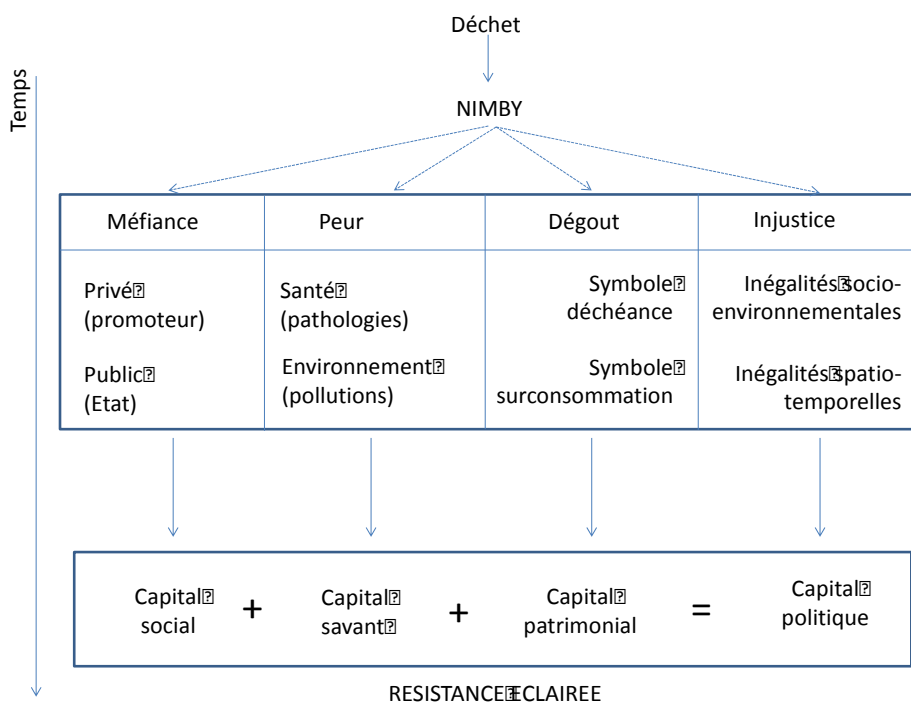 Déchet
Temps
NIMBY
Méfiance
Peur
Dégout
Injustice
Privé
(promoteur)
Public
(Etat)
Santé
(pathologies)
Environnement
(pollutions)
Symbole
déchéance
Symbole
surconsommation
Inégalités socio-
environnementales
Inégalités spatio-
temporelles
Capital
social
+
Capital
savant
+
Capital
patrimonial
=
Capital
politique
RESISTANCE ECLAIREE